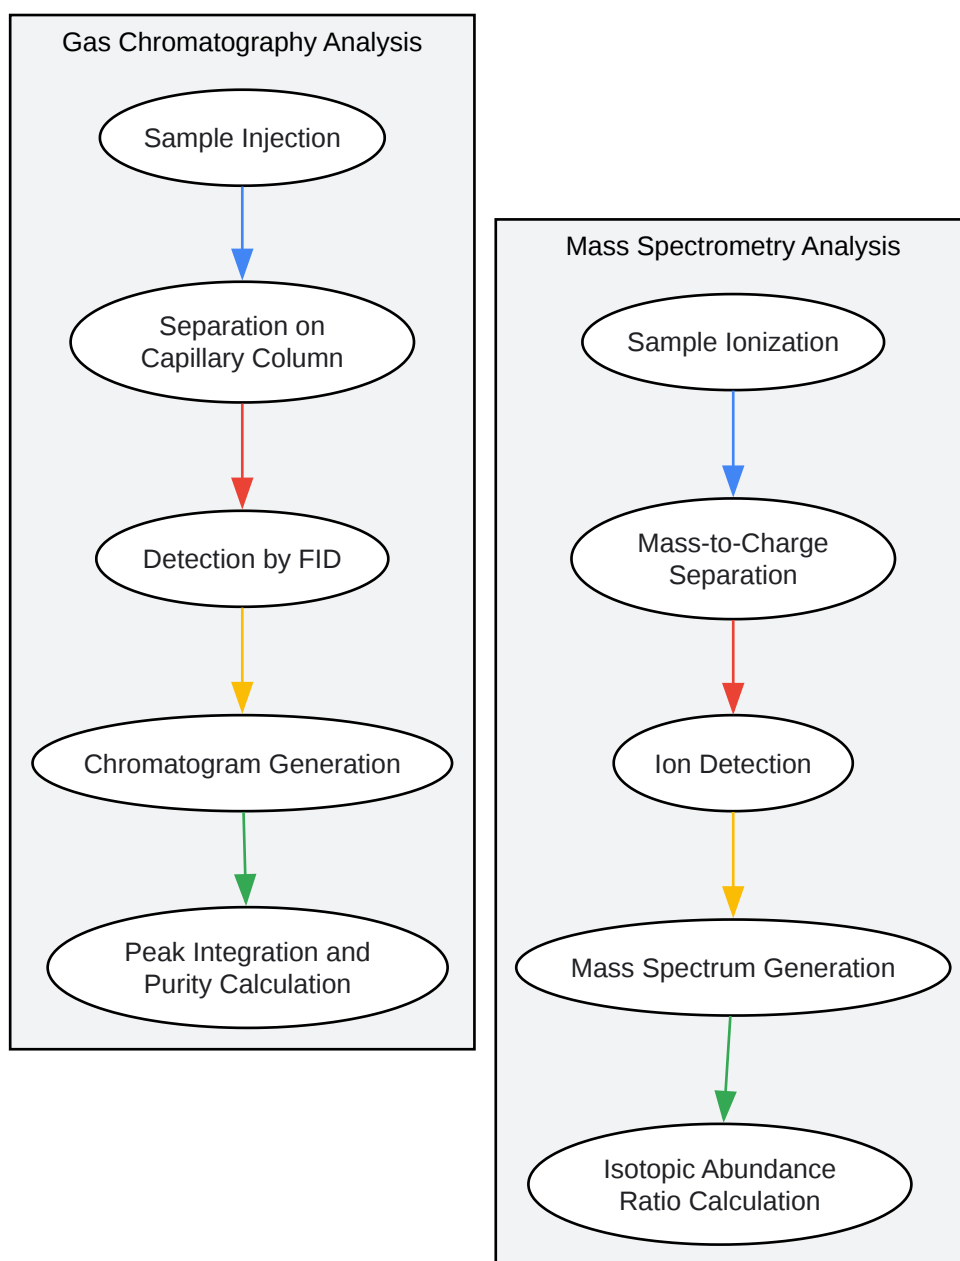 Gas Chromatography Analysis
Sample Injection
Separation on
Capillary Column
Detection by FID
Chromatogram Generation
Peak Integration and
Purity Calculation
Mass Spectrometry Analysis
Sample Ionization
Mass-to-Charge
Separation
Ion Detection
Mass Spectrum Generation
Isotopic Abundance
Ratio Calculation